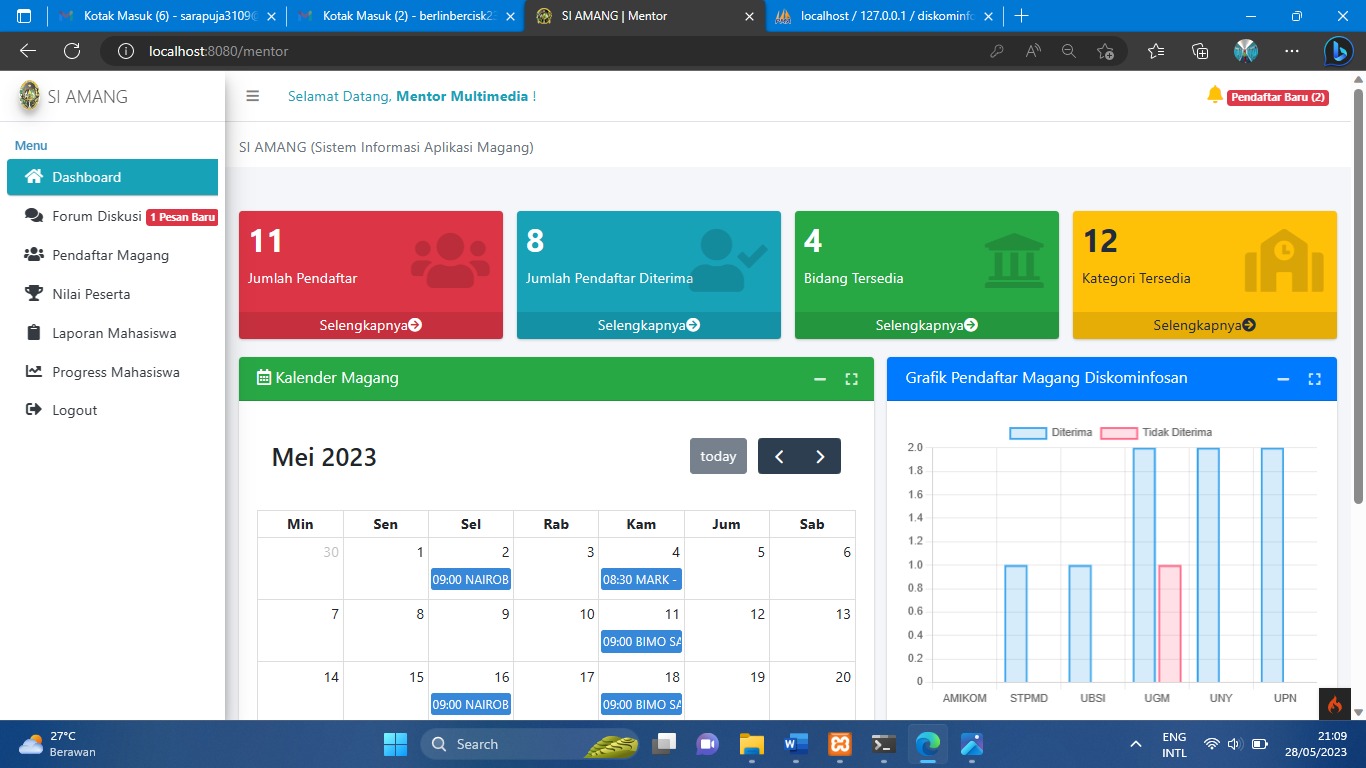 Kotak Masuk (6) - sarapuja3109@
Kotak Masuk (2) - berlinbercisk23
SI AMANG | Mentor
localhost / 127.0.0.1 / diskominfo
localhost:8080/mentor
SI AMANG
Selamat Datang, Mentor Multimedia !
Pendaftar Baru (2)
Menu
SI AMANG (Sistem Informasi Aplikasi Magang)
Dashboard
Forum Diskusi 1 Pesan Baru
Pendaftar Magang
Nilai Peserta
Laporan Mahasiswa
Progress Mahasiswa
Logout
11
Jumlah Pendaftar
Selengkapnya
8
Jumlah Pendaftar Diterima
Selengkapnya
4
Bidang Tersedia
Selengkapnya
12
Kategori Tersedia
Selengkapnya
Kalender Magang
Mei 2023
today
Min Sen Sel Rab Kam Jum Sab
30 1 2 3 4 5 6
09:00 NAIROB 08:30 MARK -
7 8 9 10 11 12 13
09:00 BIMO SA
14 15 16 17 18 19 20
09:00 NAIROB 09:00 BIMO SA
Grafik Pendaftar Magang Diskominfosan
Diterima Tidak Diterima
2.0
1.8
1.6
1.4
1.2
1.0
0.8
0.6
0.4
0.2
0
AMIKOM STPMD UBSI UGM UNY UPN
27°C
Berawan
Search
ENG
INTL
21:09
28/05/2023